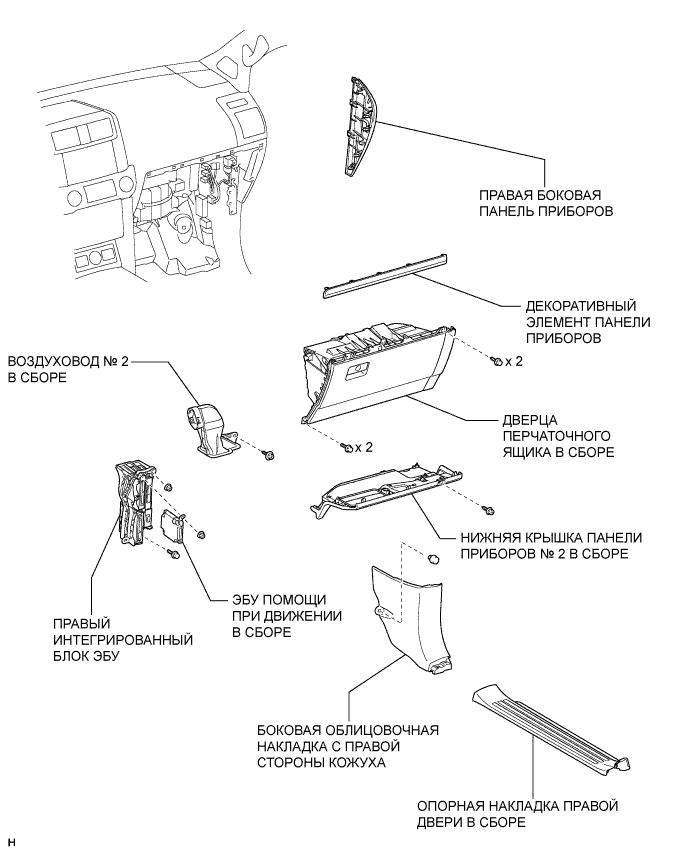 ПРАВАЯ БОКОВАЯ
ПАНЕЛЬ ПРИБОРОВ
ДЕКОРАТИВНЫЙ
ЭЛЕМЕНТ ПАНЕЛИ
ПРИБОРОВ
ВОЗДУХОВОД № 2
В СБОРЕ
x 2
ДВЕРЦА
ПЕРЧАТОЧНОГО
ЯЩИКА В СБОРЕ
x 2
НИЖНЯЯ КРЫШКА ПАНЕЛИ
ПРИБОРОВ № 2 В СБОРЕ
ЭБУ ПОМОЩИ
ПРИ ДВИЖЕНИИ
В СБОРЕ
ПРАВЫЙ
ИНТЕГРИРОВАННЫЙ
БЛОК ЭБУ
БОКОВАЯ ОБЛИЦОВОЧНАЯ
НАКЛАДКА С ПРАВОЙ
СТОРОНЫ КОЖУХА
ОПОРНАЯ НАКЛАДКА ПРАВОЙ
ДВЕРИ В СБОРЕ
H